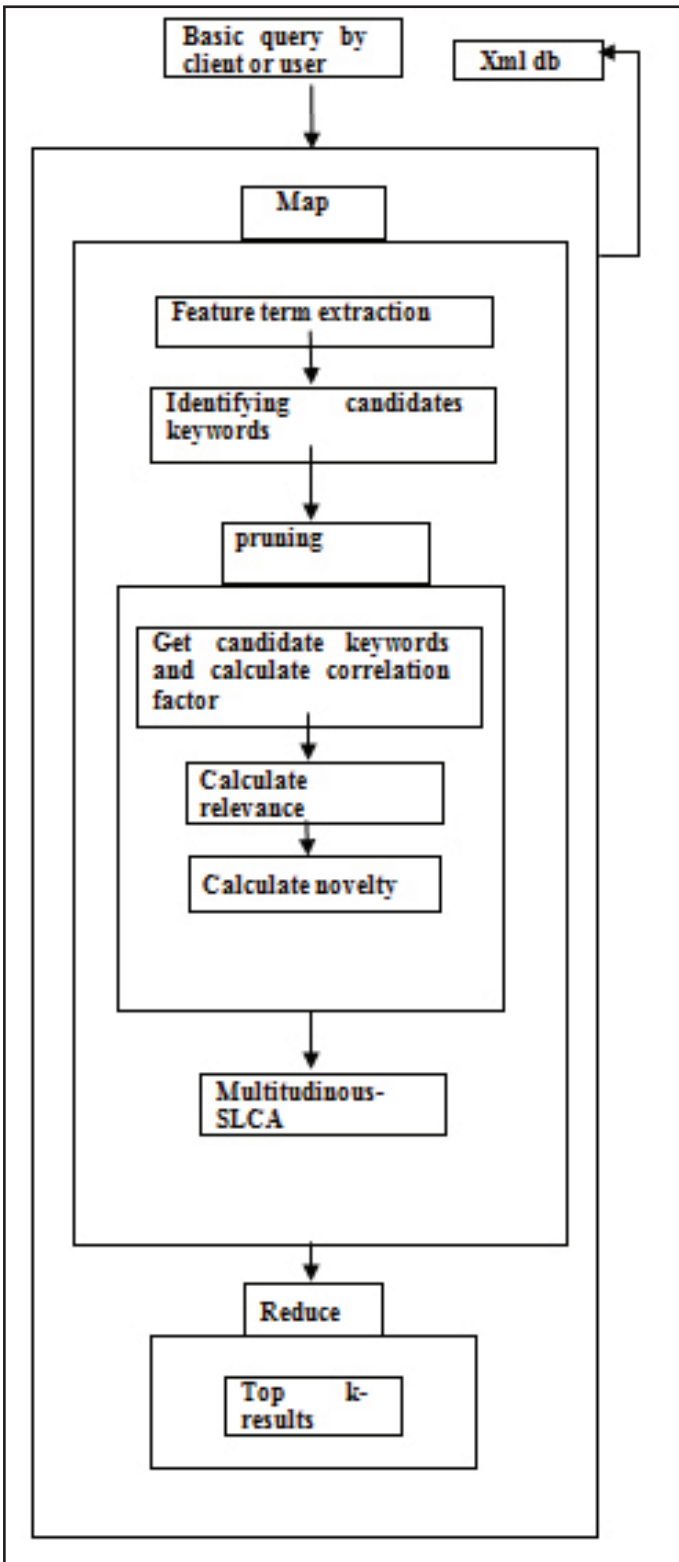 Basic query by
client or user
Xml db
Map
Feature term extraction
Identifying candidates
keywords
pruning
Get candidate keywords
and calculate correlation
factor
Calculate
relevance
Calculate novelty
Multitudinous-
SLCA
Reduce
Top k-
results